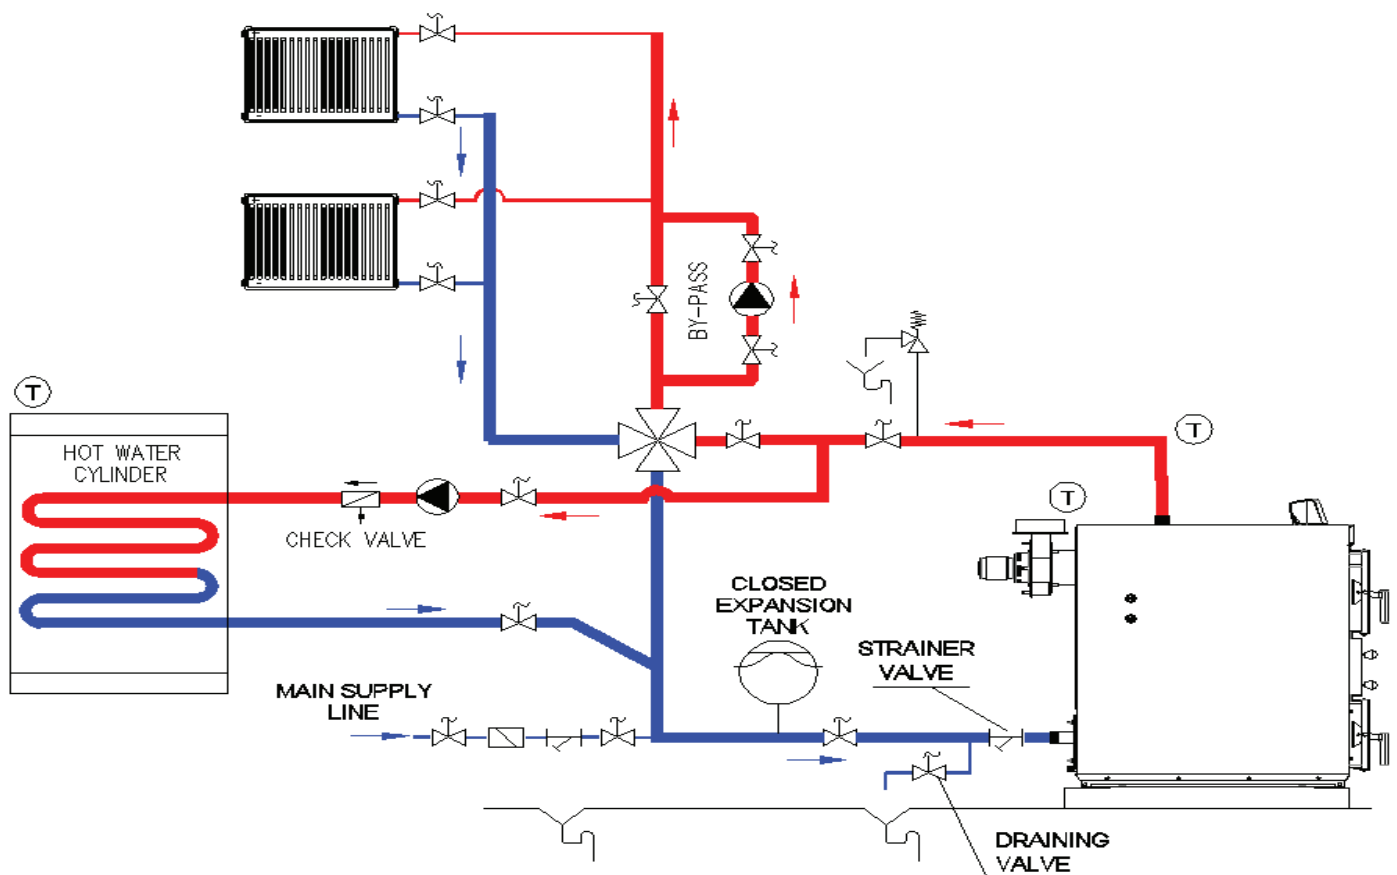 BY-PASS
T
HOT WATER
CYLINDER
T
T
CHECK VALVE
CLOSED
EXPANSION
TANK
STRAINER
VALVE
MAIN SUPPLY
LINE
DRAINING
VALVE